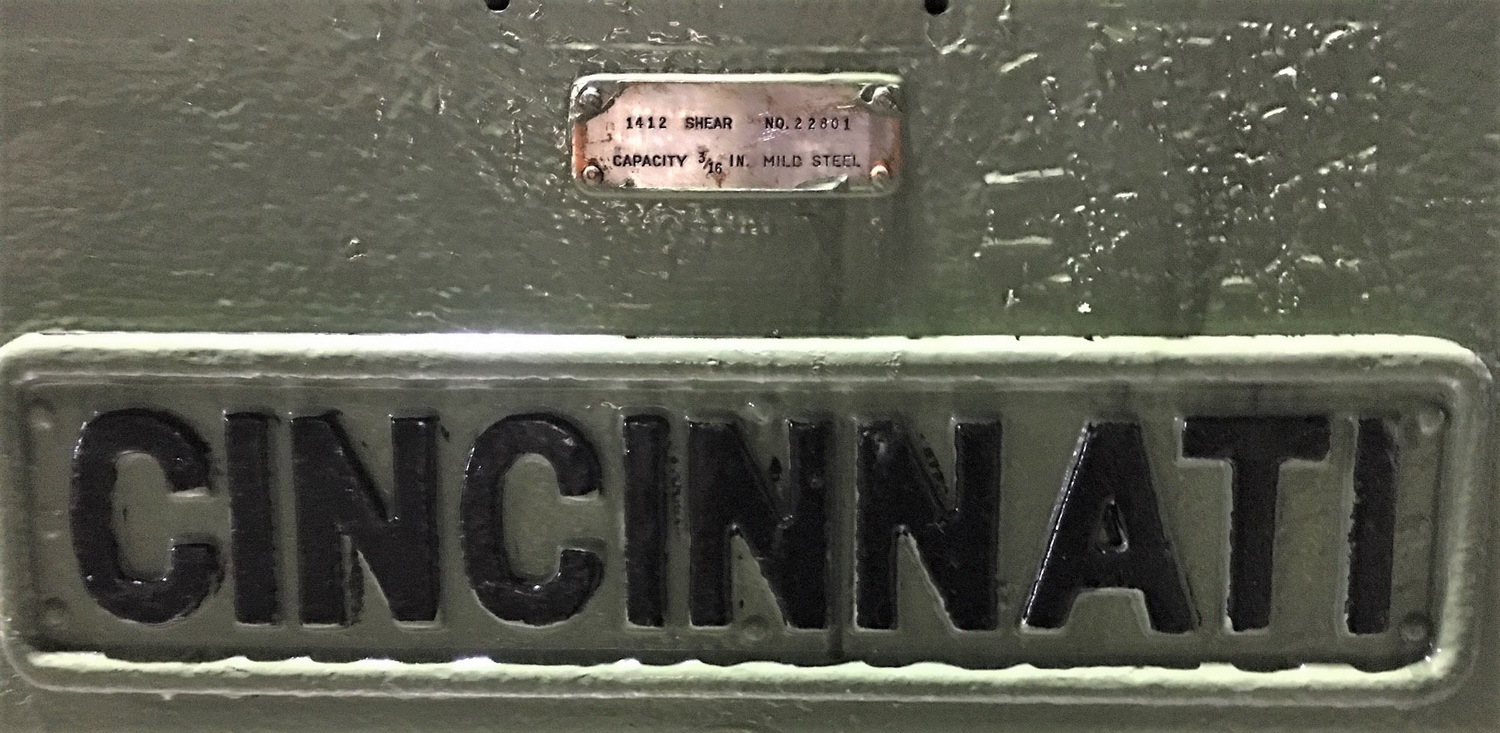 1412 SHEAR NO. 22801
CAPACITY 3/16 IN. MILD STEEL
CINCINNATI